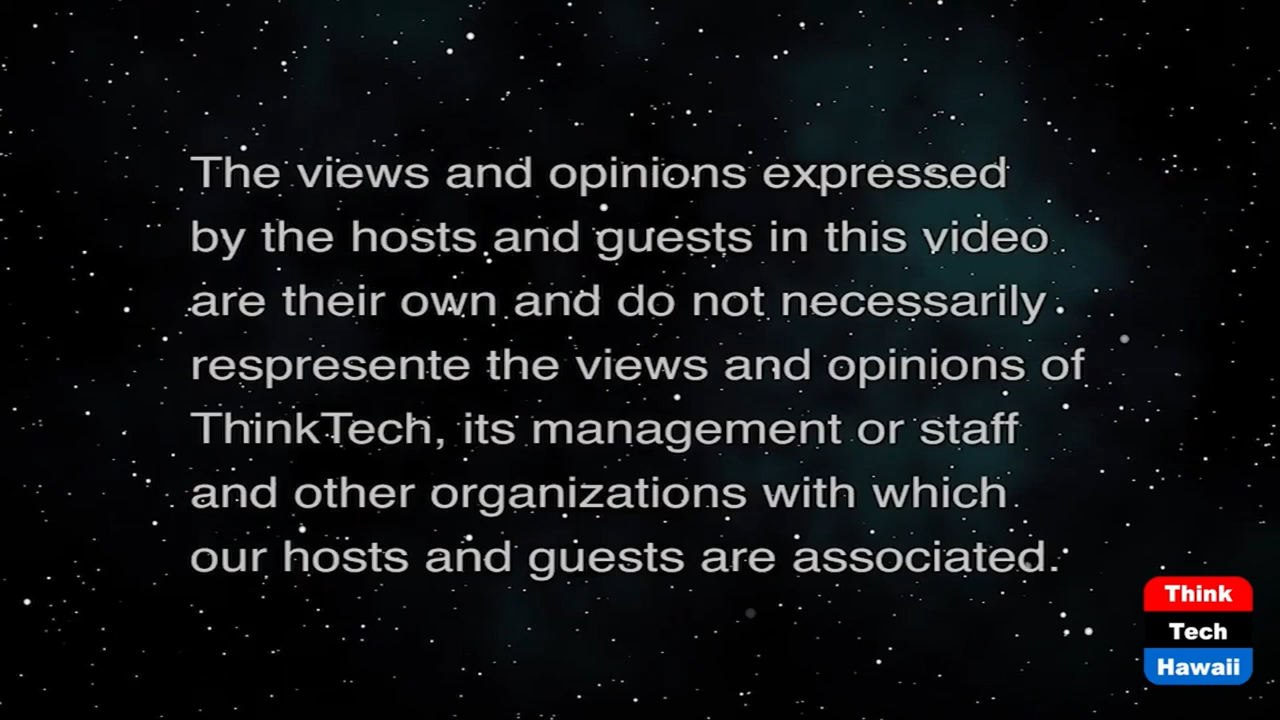 The views and opinions expressed
by the hosts and guests in this video
are their own and do not necessarily
respresente the views and opinions of
ThinkTech, its management or staff
and other organizations with which
our hosts and guests are associated.
Think
Tech
Hawaii